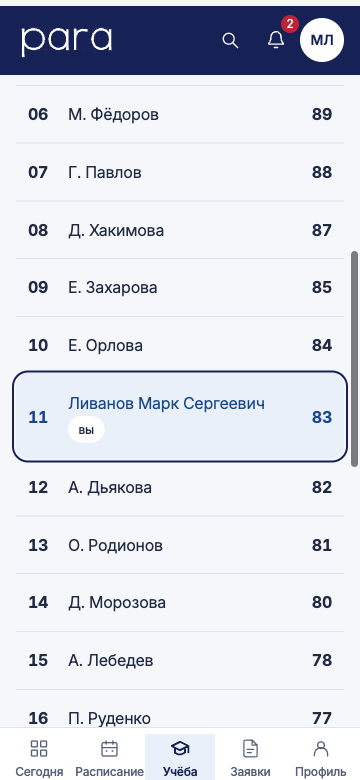 para
2
МЛ
06 М. Фёдоров 89
07 Г. Павлов 88
08 Д. Хакимова 87
09 Е. Захарова 85
10 Е. Орлова 84
11 Ливанов Марк Сергеевич 83
вы
12 А. Дьякова 82
13 О. Родионов 81
14 Д. Морозова 80
15 А. Лебедев 78
16 П. Руденко 77
Сегодня Расписание Учёба Заявки Профиль